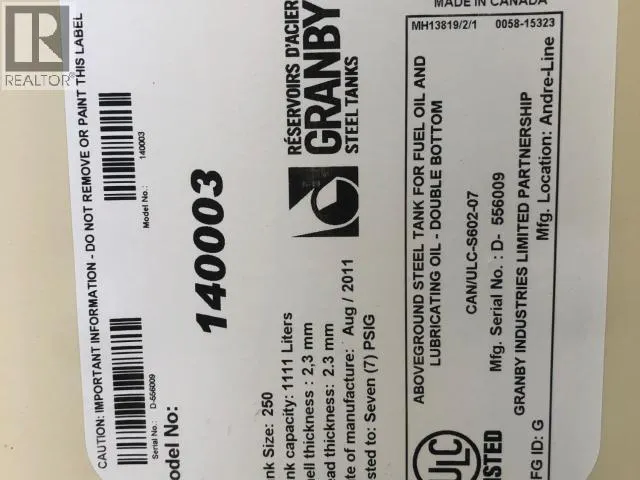 REALTOR®
CAUTION: IMPORTANT INFORMATION - DO NOT REMOVE OR PAINT THIS LABEL
Serial No.: D-556009
Model No.: 140003
odel No:
140003
RÉSERVOIRS D'ACIER
GRANBY
STEEL TANKS
nk Size: 250
nk capacity: 1111 Liters
ell thickness : 2,3 mm
ead thickness: 2.3 mm
te of manufacture: Aug / 2011
sted to: Seven (7) PSIG
MADE IN CANADA
MH13819/2/1 0058-15323
ABOVEGROUND STEEL TANK FOR FUEL OIL AND
LUBRICATING OIL - DOUBLE BOTTOM
CAN/ULC-S602-07
Mfg. Serial No. : D- 556009
GRANBY INDUSTRIES LIMITED PARTNERSHIP
Mfg. Location: Andre-Line
ULC
ISTED
FG ID: G